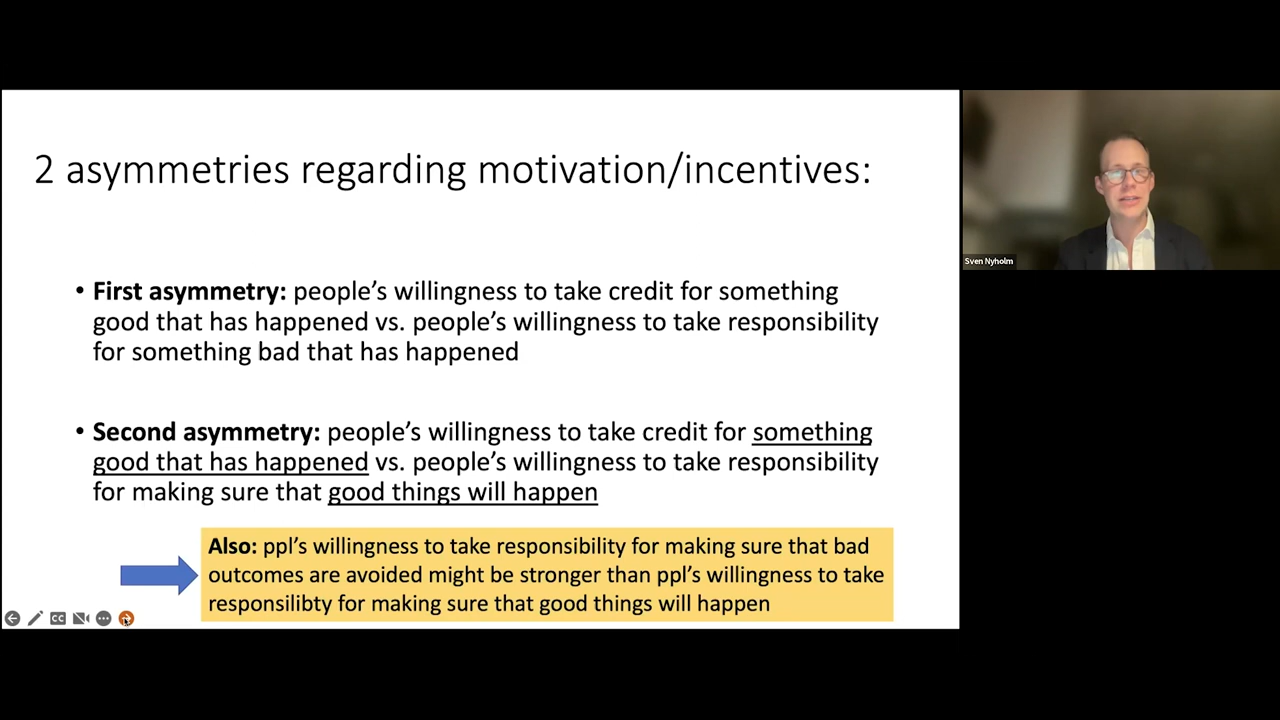 2 asymmetries regarding motivation/incentives:
• First asymmetry: people's willingness to take credit for something
good that has happened vs. people's willingness to take responsibility
for something bad that has happened
• Second asymmetry: people's willingness to take credit for something
good that has happened vs. people's willingness to take responsibility
for making sure that good things will happen
Also: ppl's willingness to take responsibility for making sure that bad
outcomes are avoided might be stronger than ppl's willingness to take
responsilibty for making sure that good things will happen
CC
Sven Nyholm